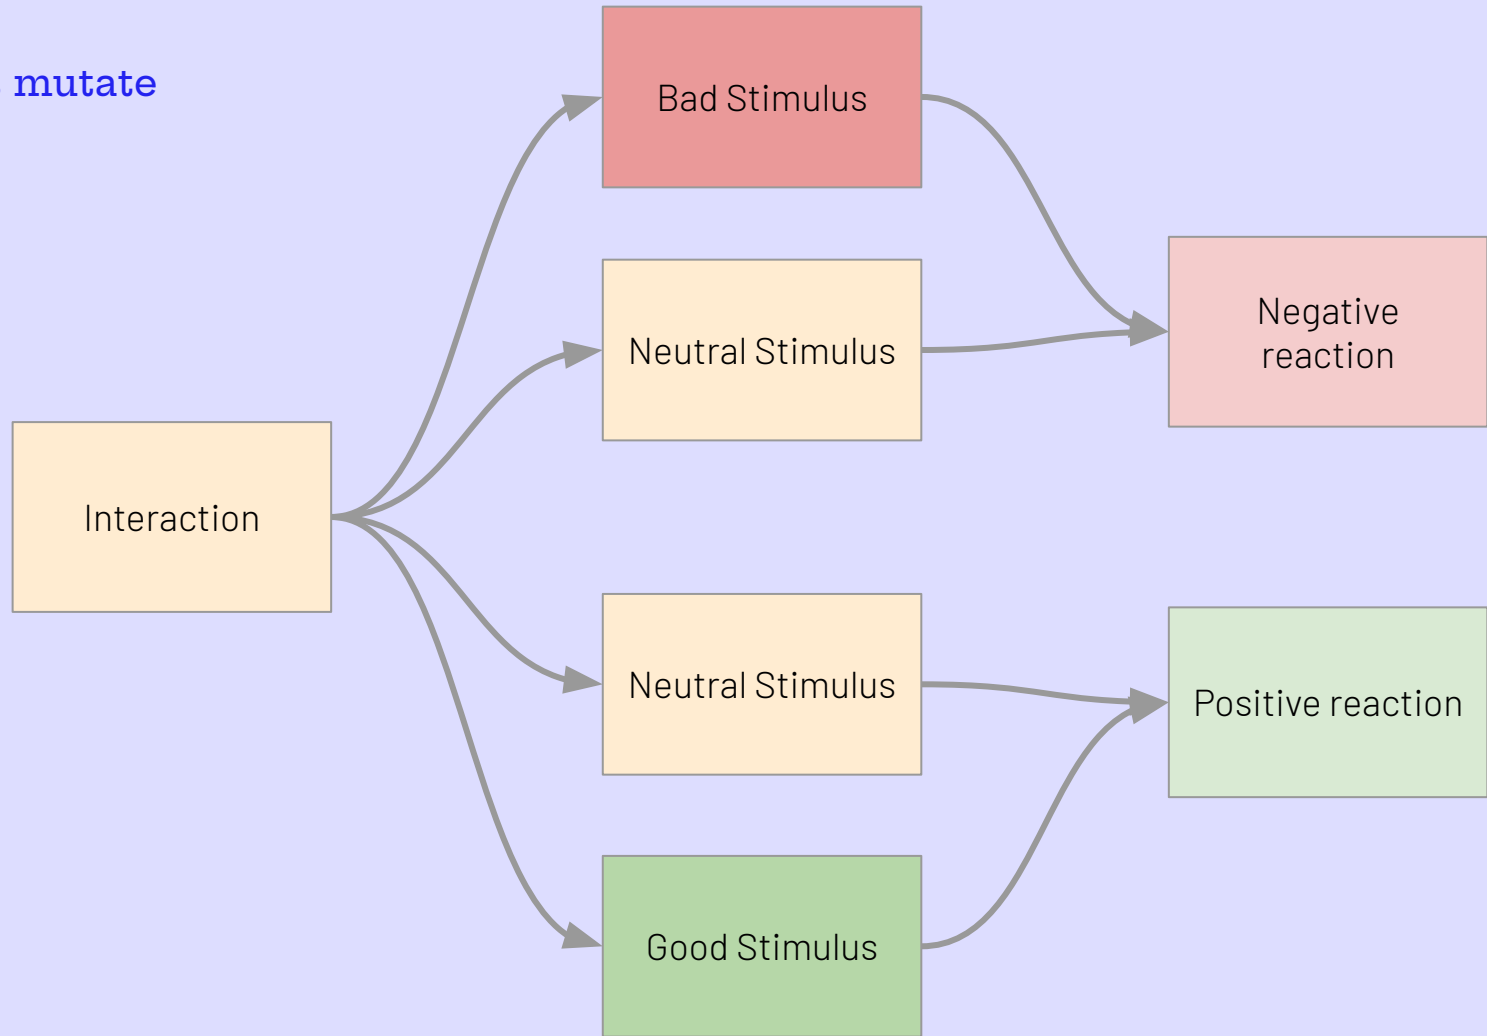 mutate
Bad Stimulus
Neutral Stimulus
Negative
reaction
Interaction
Neutral Stimulus
Positive reaction
Good Stimulus